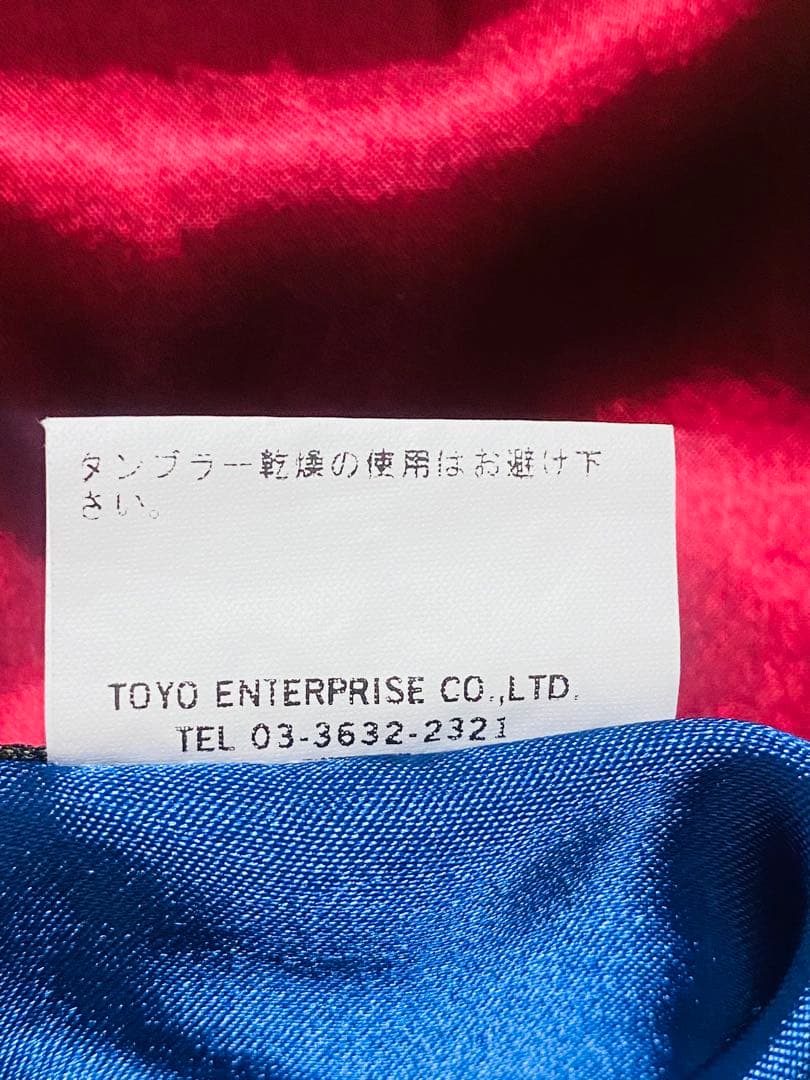 タンブラー乾燥の使用はお避け下
さい。
TOYO ENTERPRISE CO.,LTD.
TEL 03-3632-2321